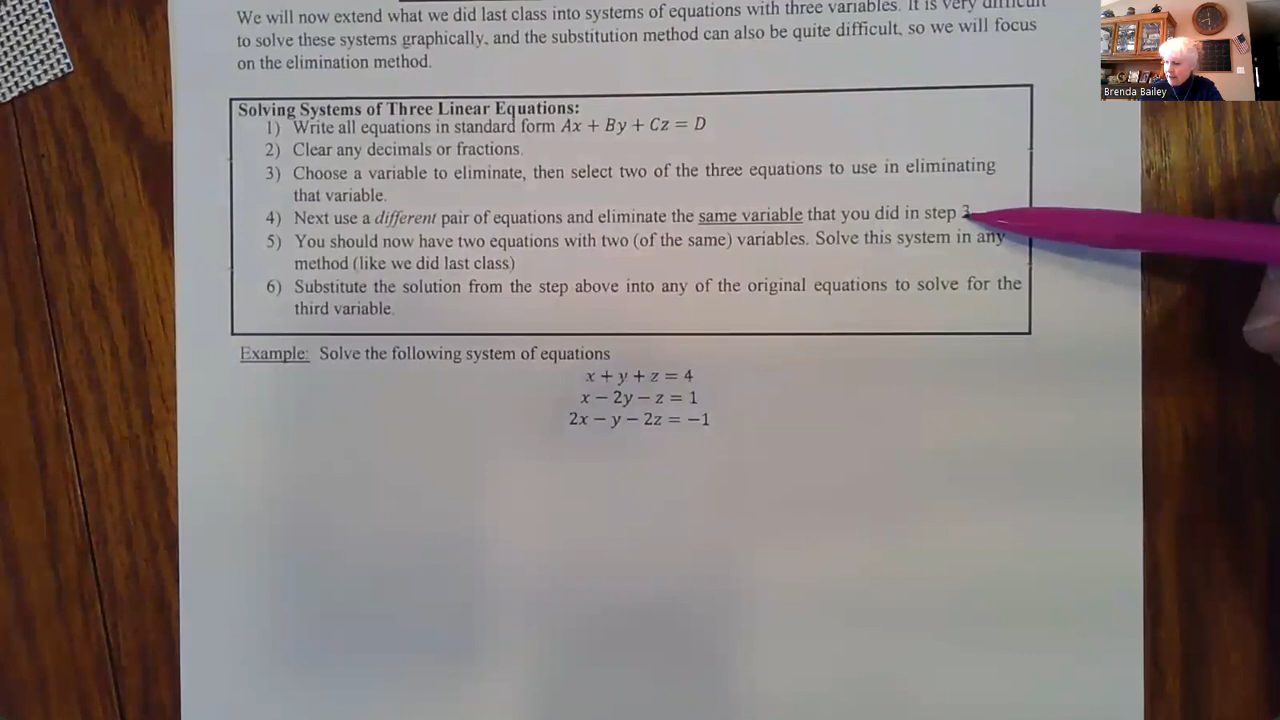 We will now extend what we did last class into systems of equations with three variables. It is very difficult
to solve these systems graphically, and the substitution method can also be quite difficult, so we will focus
on the elimination method.
Brenda Bailey
Solving Systems of Three Linear Equations:
1) Write all equations in standard form Ax + By + Cz = D
2) Clear any decimals or fractions.
3) Choose a variable to eliminate, then select two of the three equations to use in eliminating
that variable.
4) Next use a different pair of equations and eliminate the same variable that you did in step 3
5) You should now have two equations with two (of the same) variables. Solve this system in any
method (like we did last class)
6) Substitute the solution from the step above into any of the original equations to solve for the
third variable.
Example: Solve the following system of equations
x + y + z = 4
x − 2y − z = 1
2x − y − 2z = −1